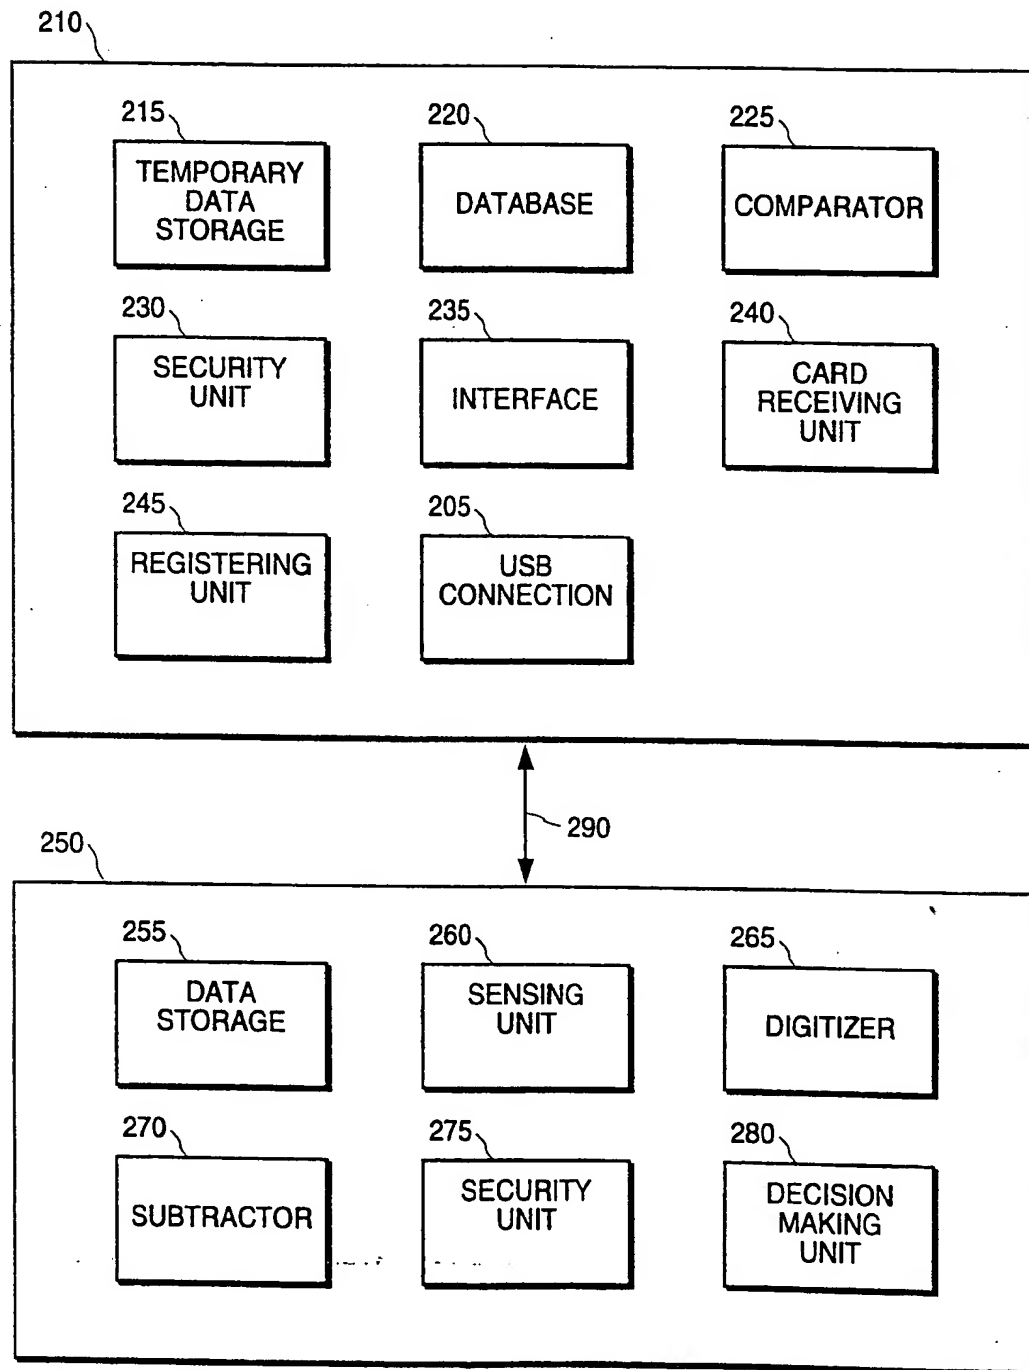 210
215
TEMPORARY
DATA
STORAGE
220
DATABASE
225
COMPARATOR
230
SECURITY
UNIT
235
INTERFACE
240
CARD
RECEIVING
UNIT
245
REGISTERING
UNIT
205
USB
CONNECTION
290
250
255
DATA
STORAGE
260
SENSING
UNIT
265
DIGITIZER
270
SUBTRACTOR
275
SECURITY
UNIT
280
DECISION
MAKING
UNIT